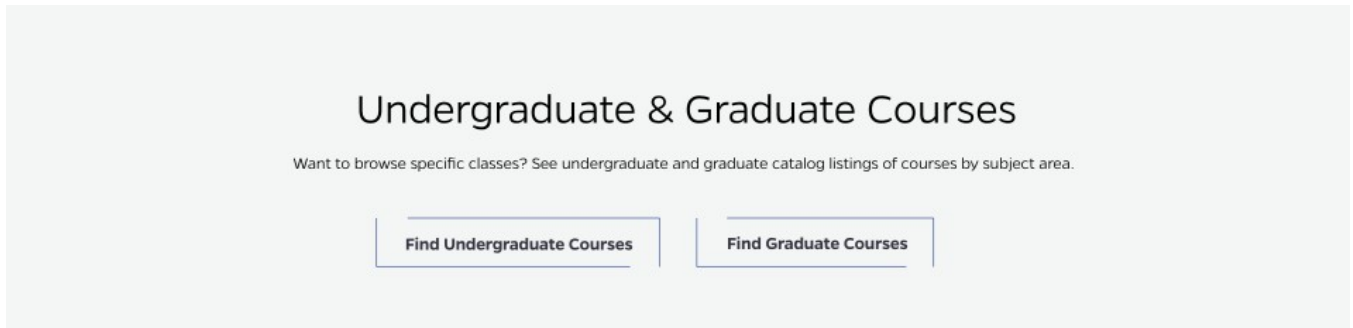 Undergraduate & Graduate Courses
Want to browse specific classes? See undergraduate and graduate catalog listings of courses by subject area.
Find Undergraduate Courses
Find Graduate Courses